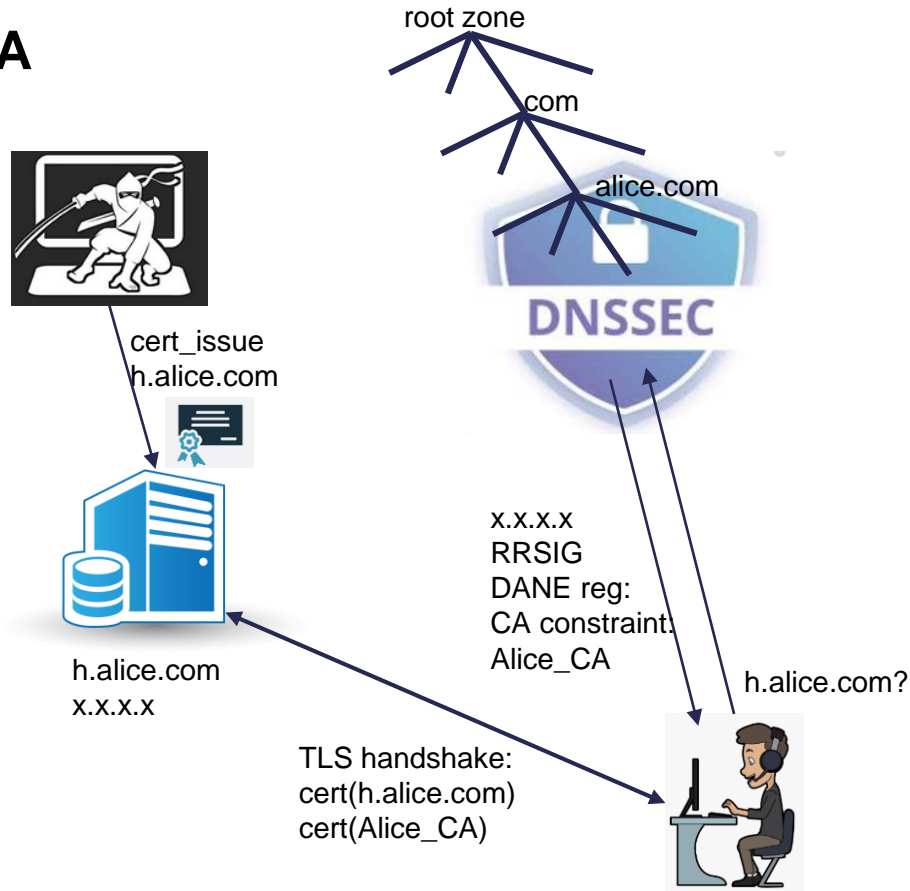 A
root zone
com
alice.com
DNSSEC
cert_issue
h.alice.com
x.x.x.x
RRSIG
DANE reg:
CA constraint:
Alice_CA
h.alice.com
x.x.x.x
h.alice.com?
TLS handshake:
cert(h.alice.com)
cert(Alice_CA)